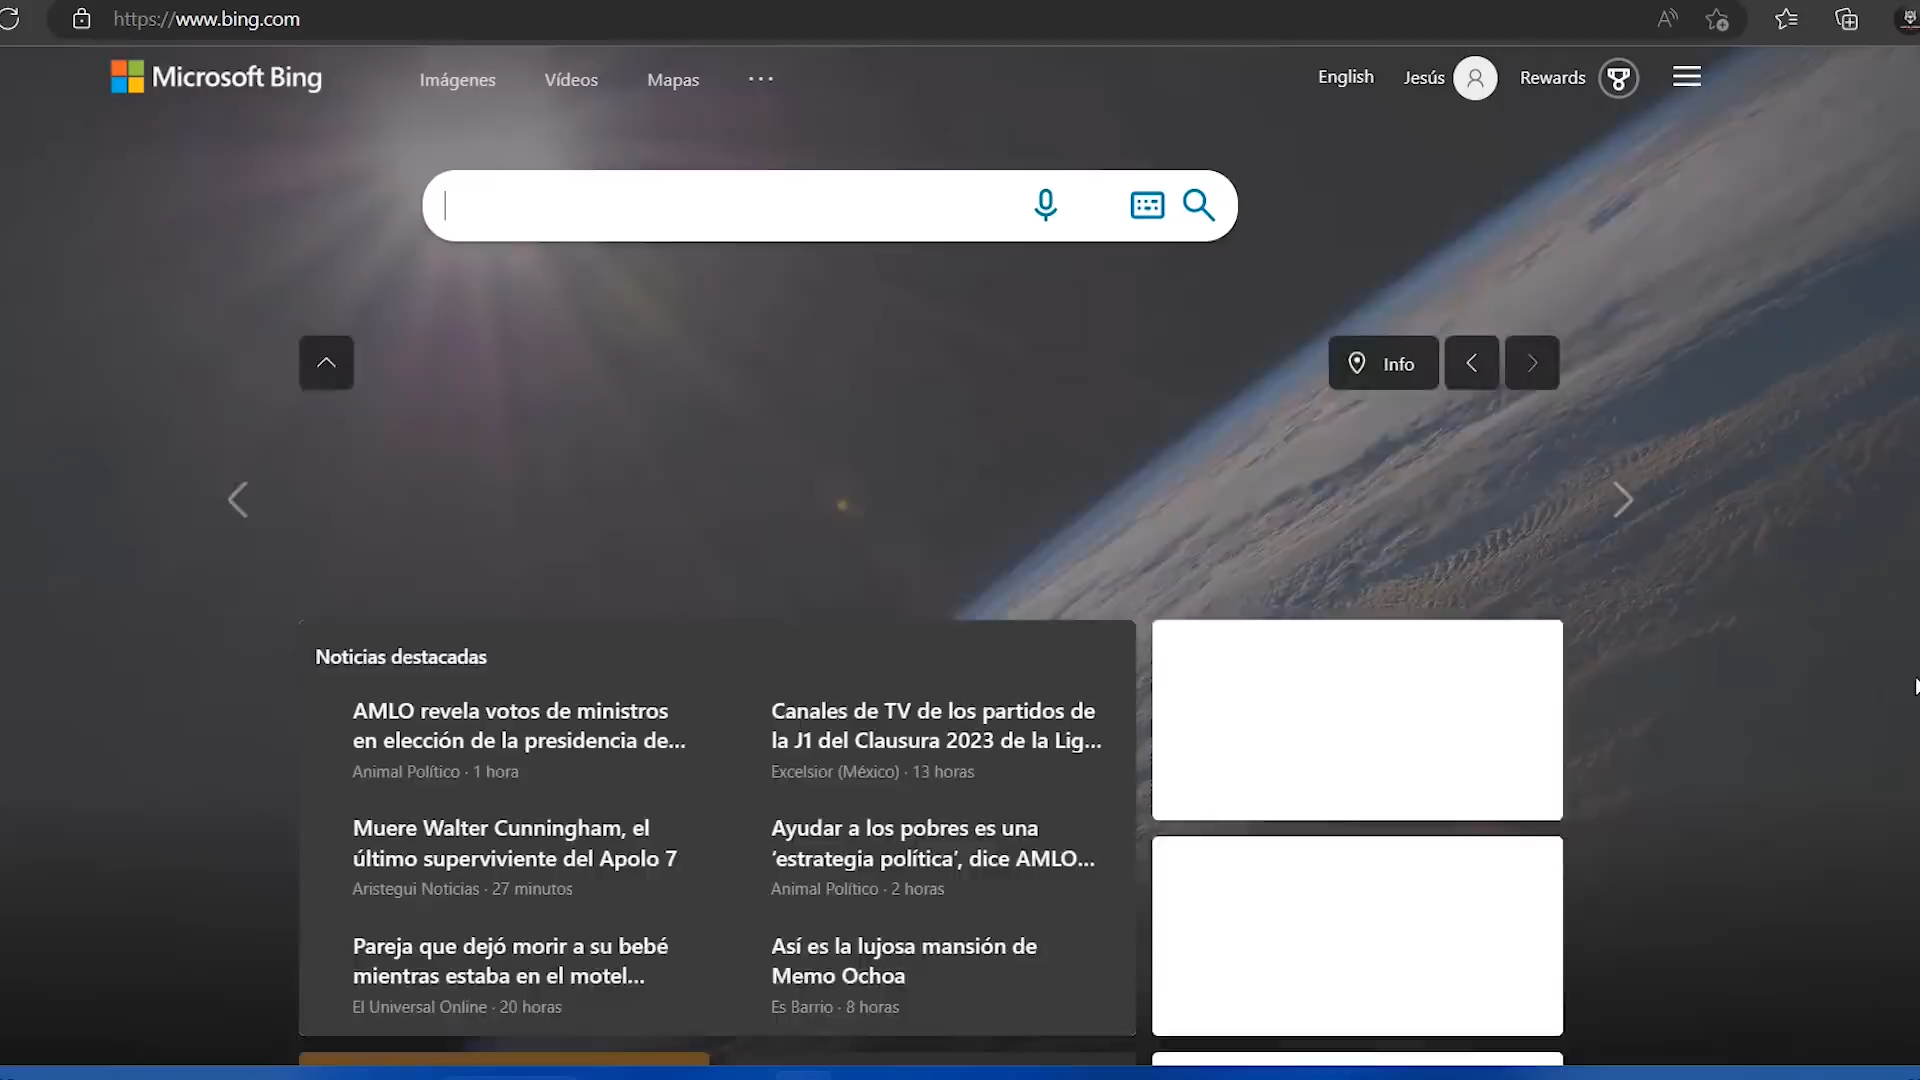 https://www.bing.com
Microsoft Bing
Imágenes
Vídeos
Mapas
English
Jesús
Rewards
Info
Noticias destacadas
AMLO revela votos de ministros
en elección de la presidencia de...
Animal Político · 1 hora
Canales de TV de los partidos de
la J1 del Clausura 2023 de la Lig...
Excelsior (México) · 13 horas
Muere Walter Cunningham, el
último superviviente del Apolo 7
Aristegui Noticias · 27 minutos
Ayudar a los pobres es una
‘estrategia política’, dice AMLO...
Animal Político · 2 horas
Pareja que dejó morir a su bebé
mientras estaba en el motel...
El Universal Online · 20 horas
Así es la lujosa mansión de
Memo Ochoa
Es Barrio · 8 horas